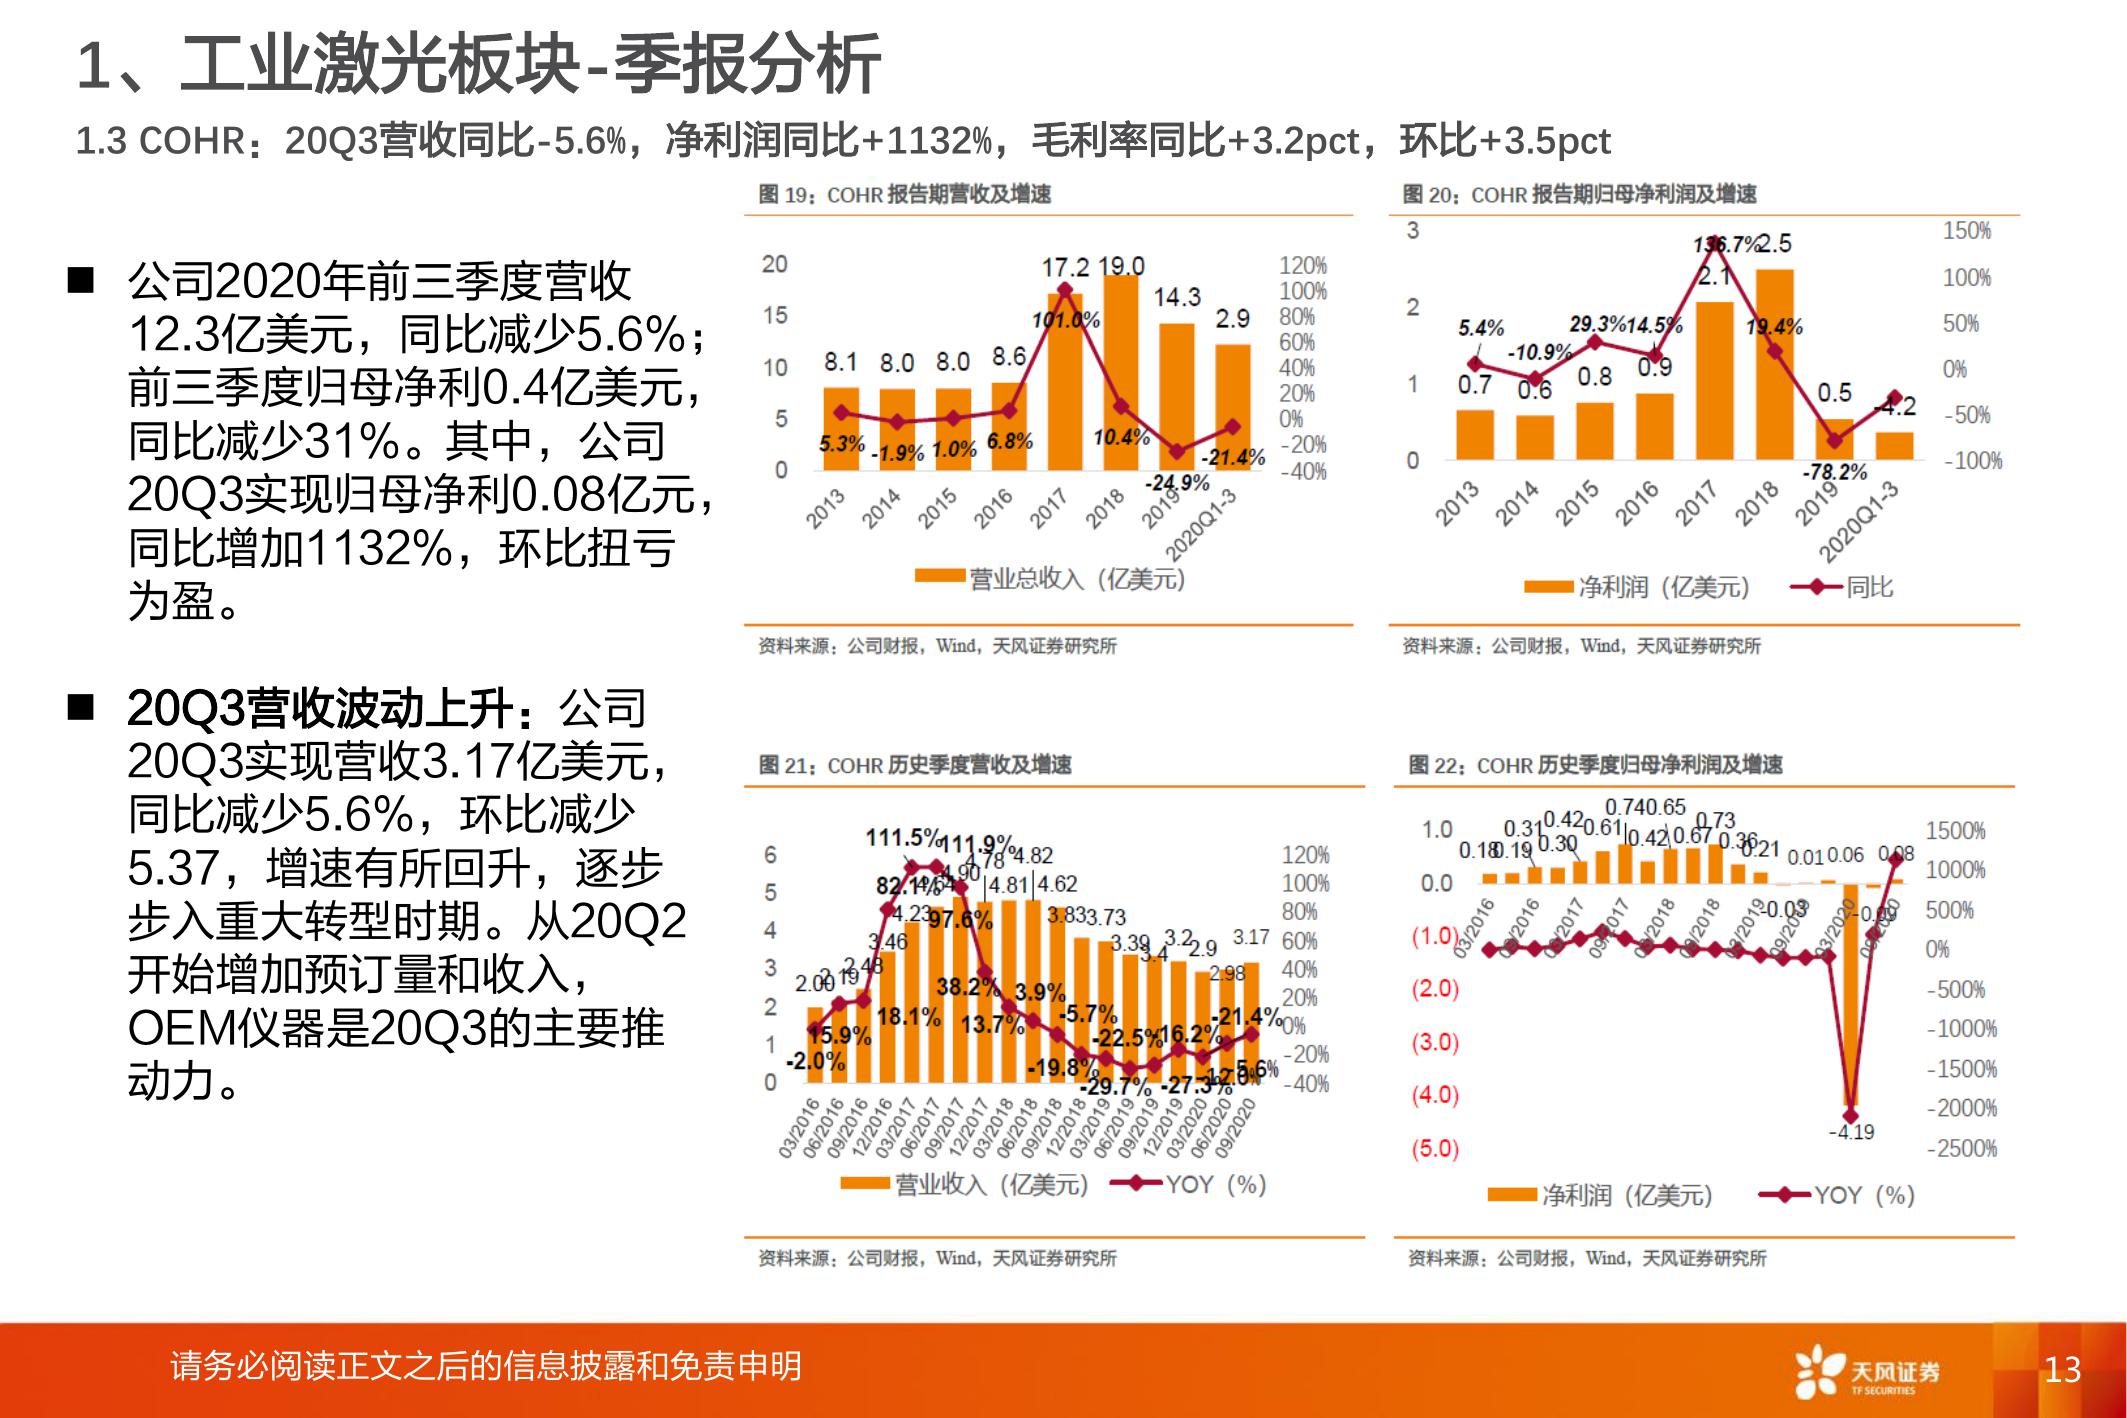 1、工业激光板块-季报分析
1.3 COHR：20Q3营收同比-5.6%，净利润同比+1132%，毛利率同比+3.2pct，环比+3.5pct
■ 公司2020年前三季度营收
12.3亿美元，同比减少5.6%；
前三季度归母净利0.4亿美元，
同比减少31%。其中，公司
20Q3实现归母净利0.08亿元，
同比增加1132%，环比扭亏
为盈。
■ 20Q3营收波动上升：公司
20Q3实现营收3.17亿美元，
同比减少5.6%，环比减少
5.37，增速有所回升，逐步
步入重大转型时期。从20Q2
开始增加预订量和收入，
OEM仪器是20Q3的主要推
动力。
图 19：COHR 报告期营收及增速
20
15
10
5
0
120%
100%
80%
60%
40%
20%
0%
-20%
-40%
8.1 8.0 8.0 8.6 17.2 19.0 14.3 2.9
5.3% -1.9% 1.0% 6.8% 101.0% 10.4% -24.9% -21.4%
2013 2014 2015 2016 2017 2018 2019 2020Q1-3
营业总收入（亿美元）
资料来源：公司财报，Wind，天风证券研究所
图 20：COHR 报告期归母净利润及增速
3
2
1
0
150%
100%
50%
0%
-50%
-100%
5.4% -10.9% 29.3% 14.5% 136.7% 19.4% -78.2%
0.7 0.6 0.8 0.9 2.1 2.5 0.5 -4.2
2013 2014 2015 2016 2017 2018 2019 2020Q1-3
净利润（亿美元） 同比
资料来源：公司财报，Wind，天风证券研究所
图 21：COHR 历史季度营收及增速
6
5
4
3
2
1
0
120%
100%
80%
60%
40%
20%
0%
-20%
-40%
2.00 2.19 2.48 3.46 4.23 4.64 4.90 4.78 4.81 4.82 4.62 3.83 3.73 3.39 3.4 3.2 2.9 2.98 3.17
-2.0% 15.9% 18.1% 82.1% 111.5% 111.9% 97.6% 38.2% 13.7% 3.9% -5.7% -19.8% -22.5% -29.7% -16.2% -27.3% -21.4% -12.0% -5.6%
03/2016 06/2016 09/2016 12/2016 03/2017 06/2017 09/2017 12/2017 03/2018 06/2018 09/2018 12/2018 03/2019 06/2019 09/2019 12/2019 03/2020 06/2020 09/2020
营业收入（亿美元） YOY（%）
资料来源：公司财报，Wind，天风证券研究所
图 22：COHR 历史季度归母净利润及增速
1.0
0.0
(1.0)
(2.0)
(3.0)
(4.0)
(5.0)
1500%
1000%
500%
0%
-500%
-1000%
-1500%
-2000%
-2500%
0.18 0.19 0.31 0.30 0.42 0.61 0.74 0.42 0.65 0.67 0.73 0.36 0.21 -0.03 0.01 0.06 -4.19 0.08
03/2016 09/2016 03/2017 09/2017 03/2018 09/2018 03/2019 09/2019 03/2020 09/2020
净利润（亿美元） YOY（%）
资料来源：公司财报，Wind，天风证券研究所
请务必阅读正文之后的信息披露和免责申明
天风证券
TF SECURITIES
13